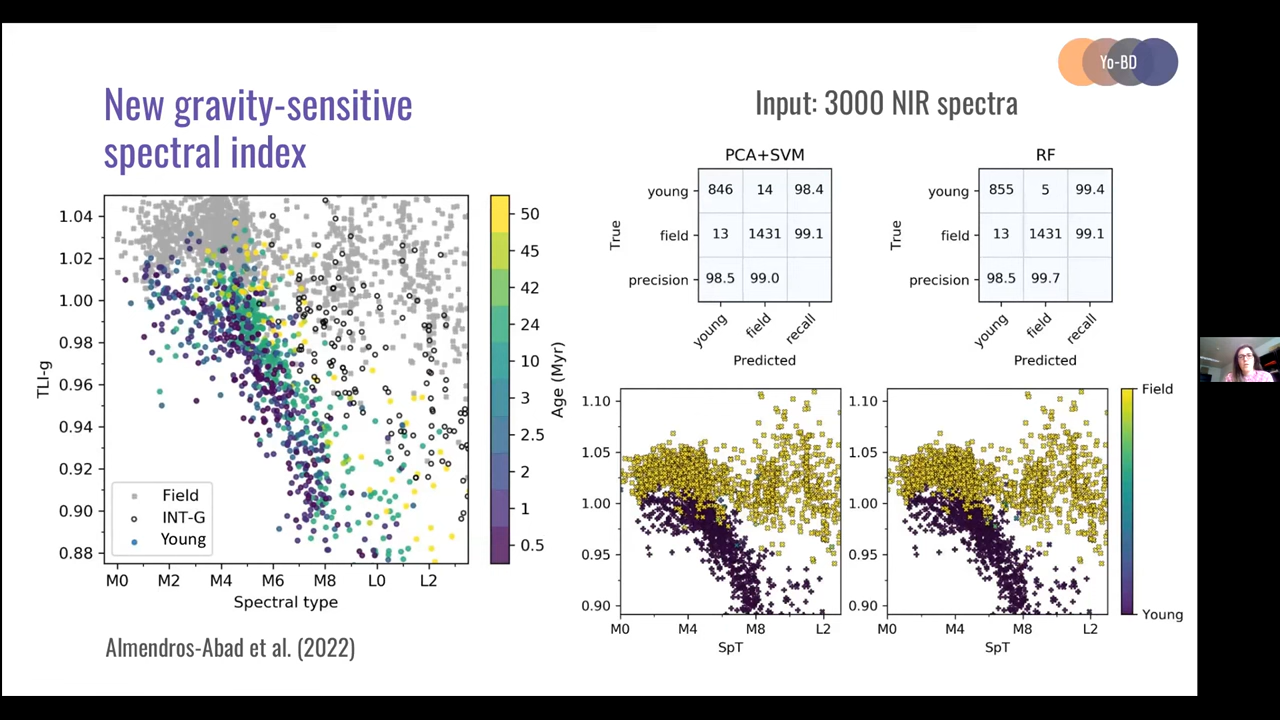 Yo-BD
New gravity-sensitive
spectral index
Input: 3000 NIR spectra
1.04
1.02
1.00
0.98
0.96
0.94
0.92
0.90
0.88
TLI-g
Field
INT-G
Young
M0 M2 M4 M6 M8 L0 L2
Spectral type
50
45
42
24
10
3
2.5
2
1
0.5
Age (Myr)
Almendros-Abad et al. (2022)
PCA+SVM
True
young 846 14 98.4
field 13 1431 99.1
precision 98.5 99.0
young field recall
Predicted
RF
True
young 855 5 99.4
field 13 1431 99.1
precision 98.5 99.7
young field recall
Predicted
1.10
1.05
1.00
0.95
0.90
M0 M4 M8 L2
SpT
1.10
1.05
1.00
0.95
0.90
M0 M4 M8 L2
SpT
Field
Young